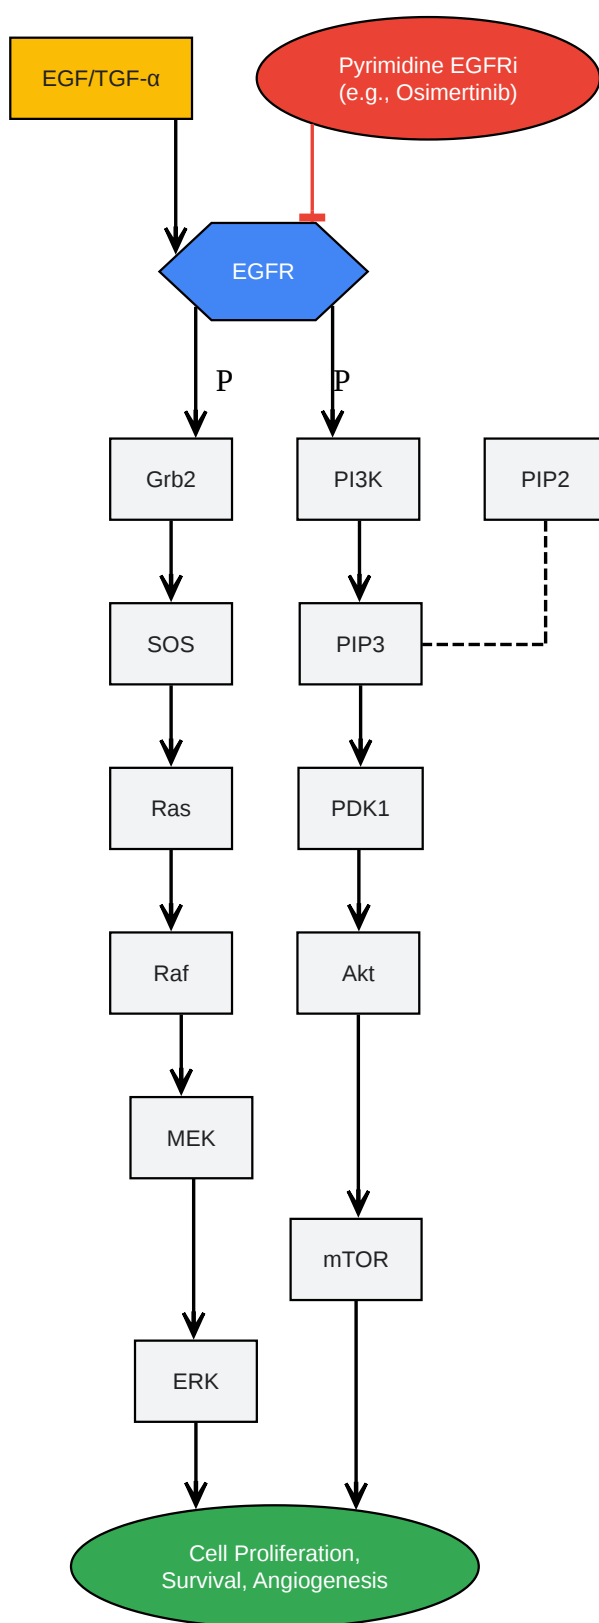 EGF/TGF-α
Pyrimidine EGFRi
(e.g., Osimertinib)
EGFR
P
P
Grb2
PI3K
PIP2
SOS
PIP3
Ras
PDK1
Raf
Akt
MEK
mTOR
ERK
Cell Proliferation,
Survival, Angiogenesis